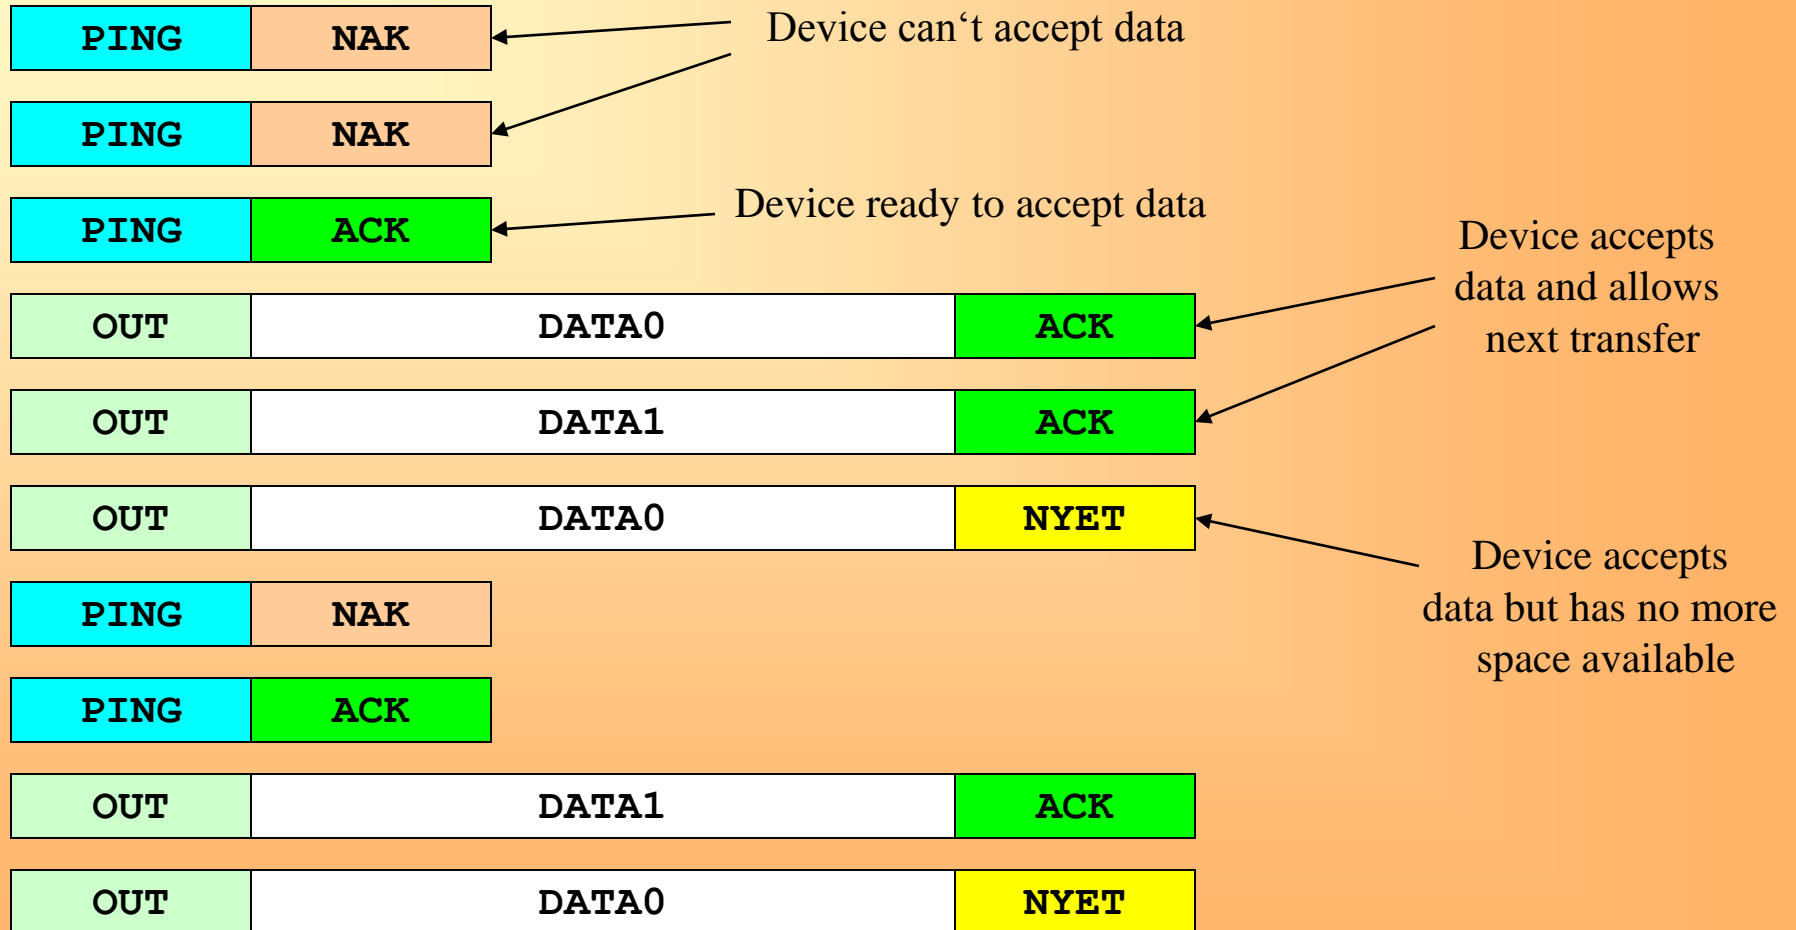 PING NAK
Device can‘t accept data
PING NAK
PING ACK
Device ready to accept data
OUT DATA0 ACK
Device accepts
data and allows
next transfer
OUT DATA1 ACK
OUT DATA0 NYET
Device accepts
data but has no more
space available
PING NAK
PING ACK
OUT DATA1 ACK
OUT DATA0 NYET